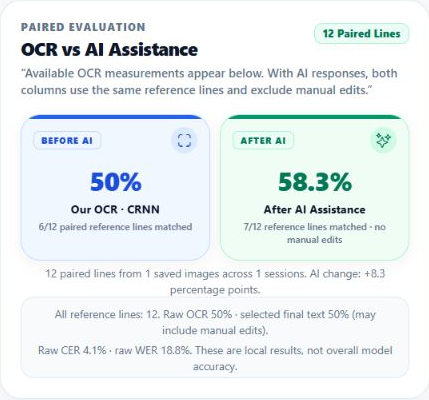 PAIRED EVALUATION
OCR vs AI Assistance
12 Paired Lines
"Available OCR measurements appear below. With AI responses, both
columns use the same reference lines and exclude manual edits."
BEFORE AI
50%
Our OCR · CRNN
6/12 paired reference lines matched
AFTER AI
58.3%
After AI Assistance
7/12 reference lines matched · no
manual edits
12 paired lines from 1 saved images across 1 sessions. AI change: +8.3
percentage points.
All reference lines: 12. Raw OCR 50% · selected final text 50% (may
include manual edits).
Raw CER 4.1% · raw WER 18.8%. These are local results, not overall model
accuracy.